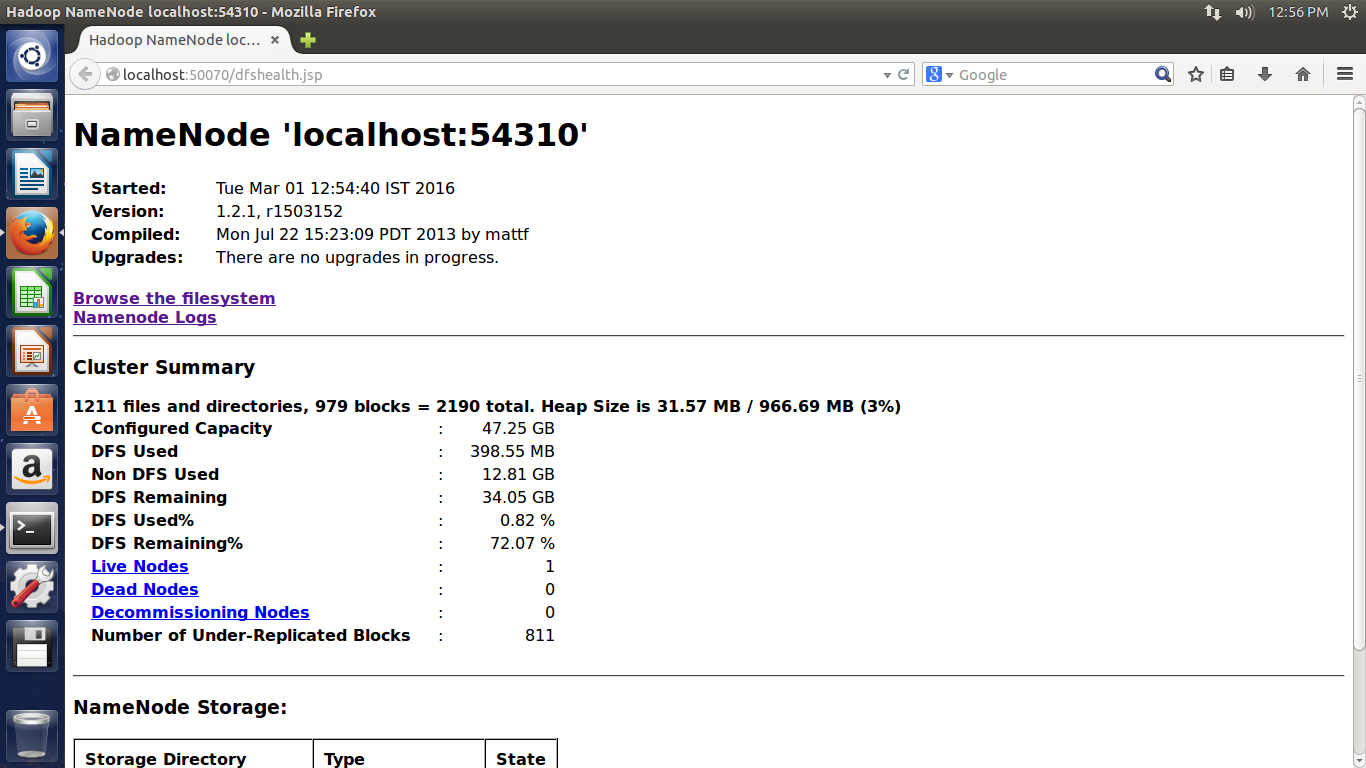 Hadoop NameNode localhost:54310 - Mozilla Firefox
12:56 PM
Hadoop NameNode loc...
localhost:50070/dfshealth.jsp
8 Google
NameNode 'localhost:54310'
Started: Tue Mar 01 12:54:40 IST 2016
Version: 1.2.1, r1503152
Compiled: Mon Jul 22 15:23:09 PDT 2013 by mattf
Upgrades: There are no upgrades in progress.
Browse the filesystem
Namenode Logs
Cluster Summary
1211 files and directories, 979 blocks = 2190 total. Heap Size is 31.57 MB / 966.69 MB (3%)
Configured Capacity : 47.25 GB
DFS Used : 398.55 MB
Non DFS Used : 12.81 GB
DFS Remaining : 34.05 GB
DFS Used% : 0.82 %
DFS Remaining% : 72.07 %
Live Nodes : 1
Dead Nodes : 0
Decommissioning Nodes : 0
Number of Under-Replicated Blocks : 811
NameNode Storage:
Storage Directory Type State